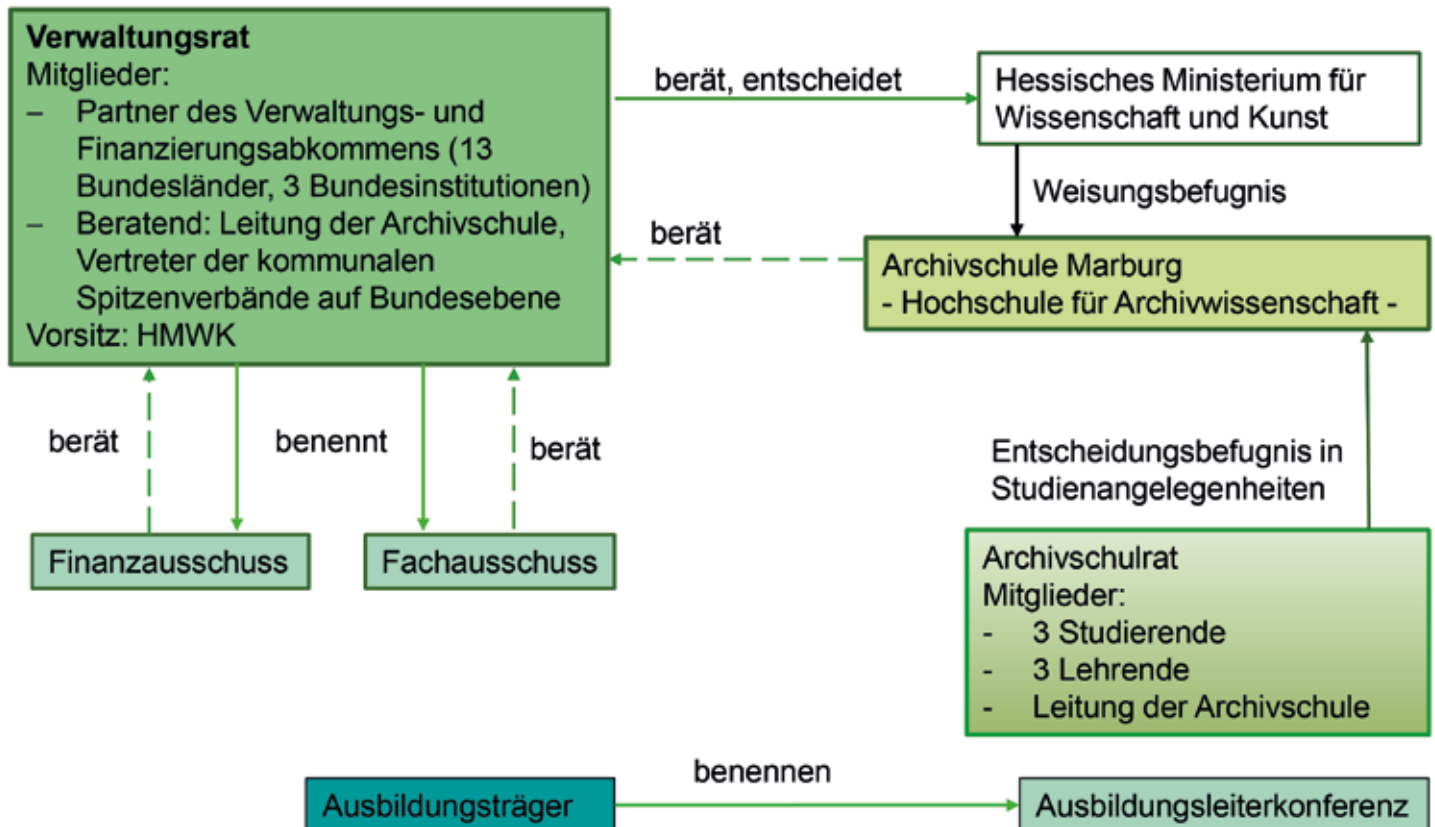 Verwaltungsrat
Mitglieder:
– Partner des Verwaltungs- und
Finanzierungsabkommens (13
Bundesländer, 3 Bundesinstitutionen)
– Beratend: Leitung der Archivschule,
Vertreter der kommunalen
Spitzenverbände auf Bundesebene
Vorsitz: HMWK
berät, entscheidet
Hessisches Ministerium für
Wissenschaft und Kunst
Weisungsbefugnis
berät
Archivschule Marburg
- Hochschule für Archivwissenschaft -
berät
benennt
berät
Finanzausschuss
Fachausschuss
Entscheidungsbefugnis in
Studienangelegenheiten
Archivschulrat
Mitglieder:
- 3 Studierende
- 3 Lehrende
- Leitung der Archivschule
Ausbildungsträger
benennen
Ausbildungsleiterkonferenz